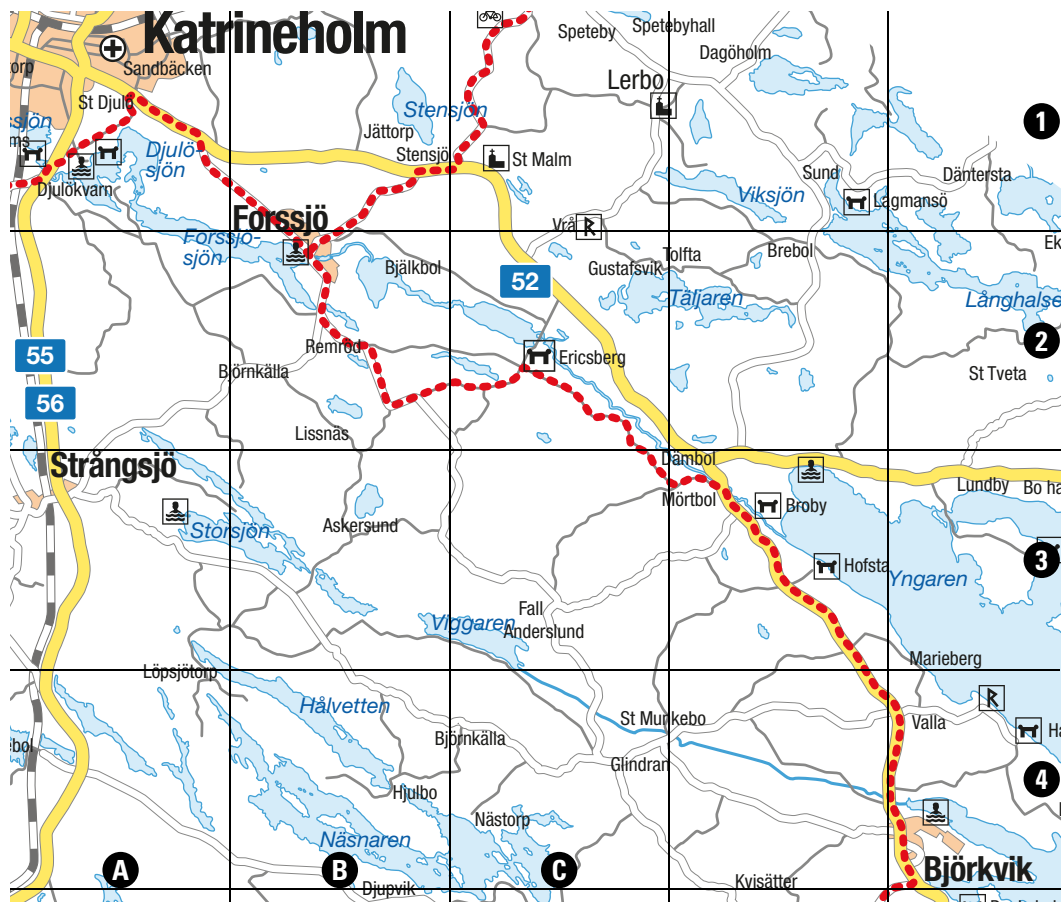 Katrineholm
Speteby
Spetebyhall
Dagöholm
Sandbäcken
Lerbo
St Djulö
Stensjön
Jättorp
Stensjö
St Malm
Djulö-
sjön
Djulökvarn
Sund
Däntersta
Viksjön
Lagmansö
1
Forssjö
Vrå
Forssjö-
sjön
Bjälkbol
Gustafsvik
Tolfta
Brebol
Täljaren
52
Långhalse
2
55
56
Remröd
Björnkälla
Ericsberg
St Tveta
Lissnäs
Strångsjö
Dämbol
Mörtbol
Lundby
Bo ha
Broby
Askersund
Storsjön
Hofsta
Yngaren
3
Fall
Anderslund
Viggaren
Marieberg
Löpsjötorp
Hålvetten
St Munkebo
Valla
Björnkälla
Glindran
4
Hjulbo
Nästorp
Näsnaren
A
B
C
Djupvik
Kvisätter
Björkvik